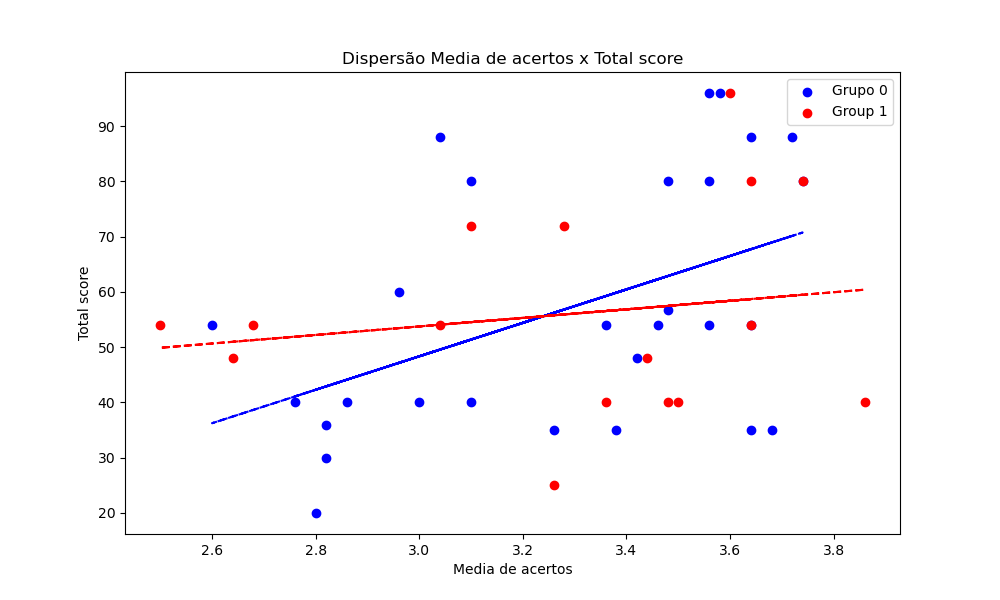 Dispersão Media de acertos x Total score
Grupo 0
Group 1
90
80
70
60
50
40
30
20
Total score
2.6 2.8 3.0 3.2 3.4 3.6 3.8
Media de acertos